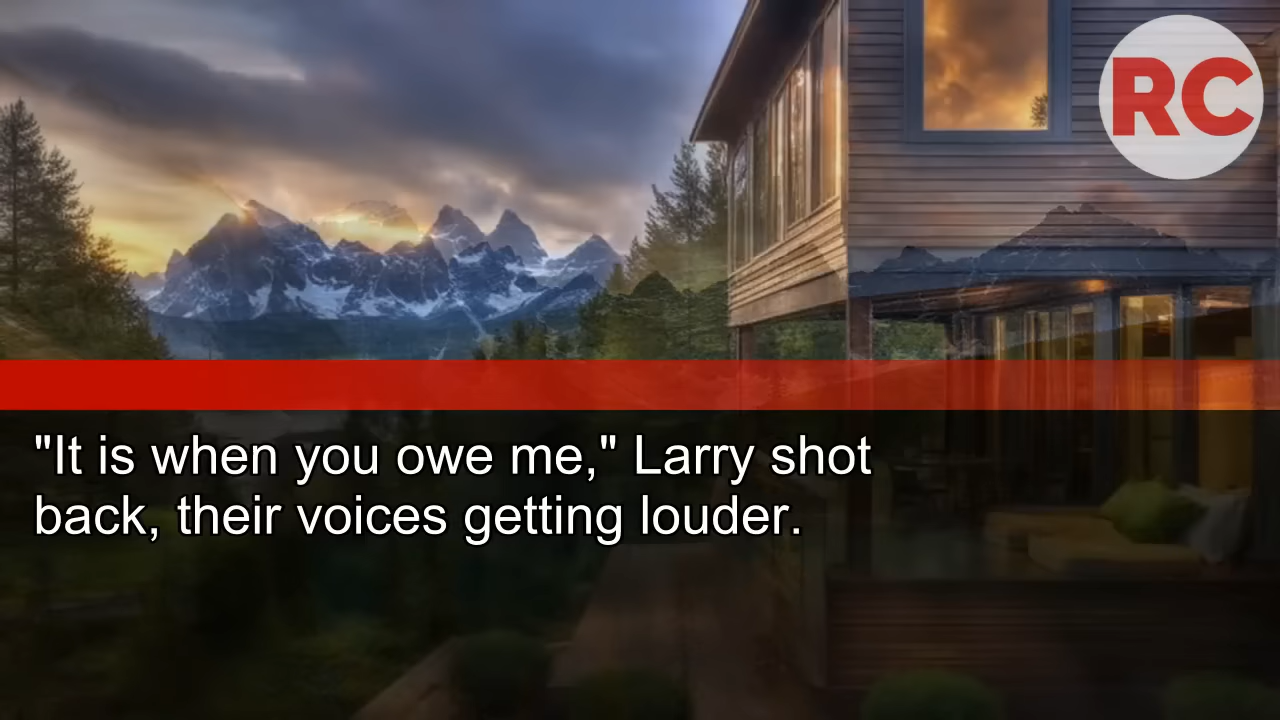 RC
"It is when you owe me," Larry shot
back, their voices getting louder.